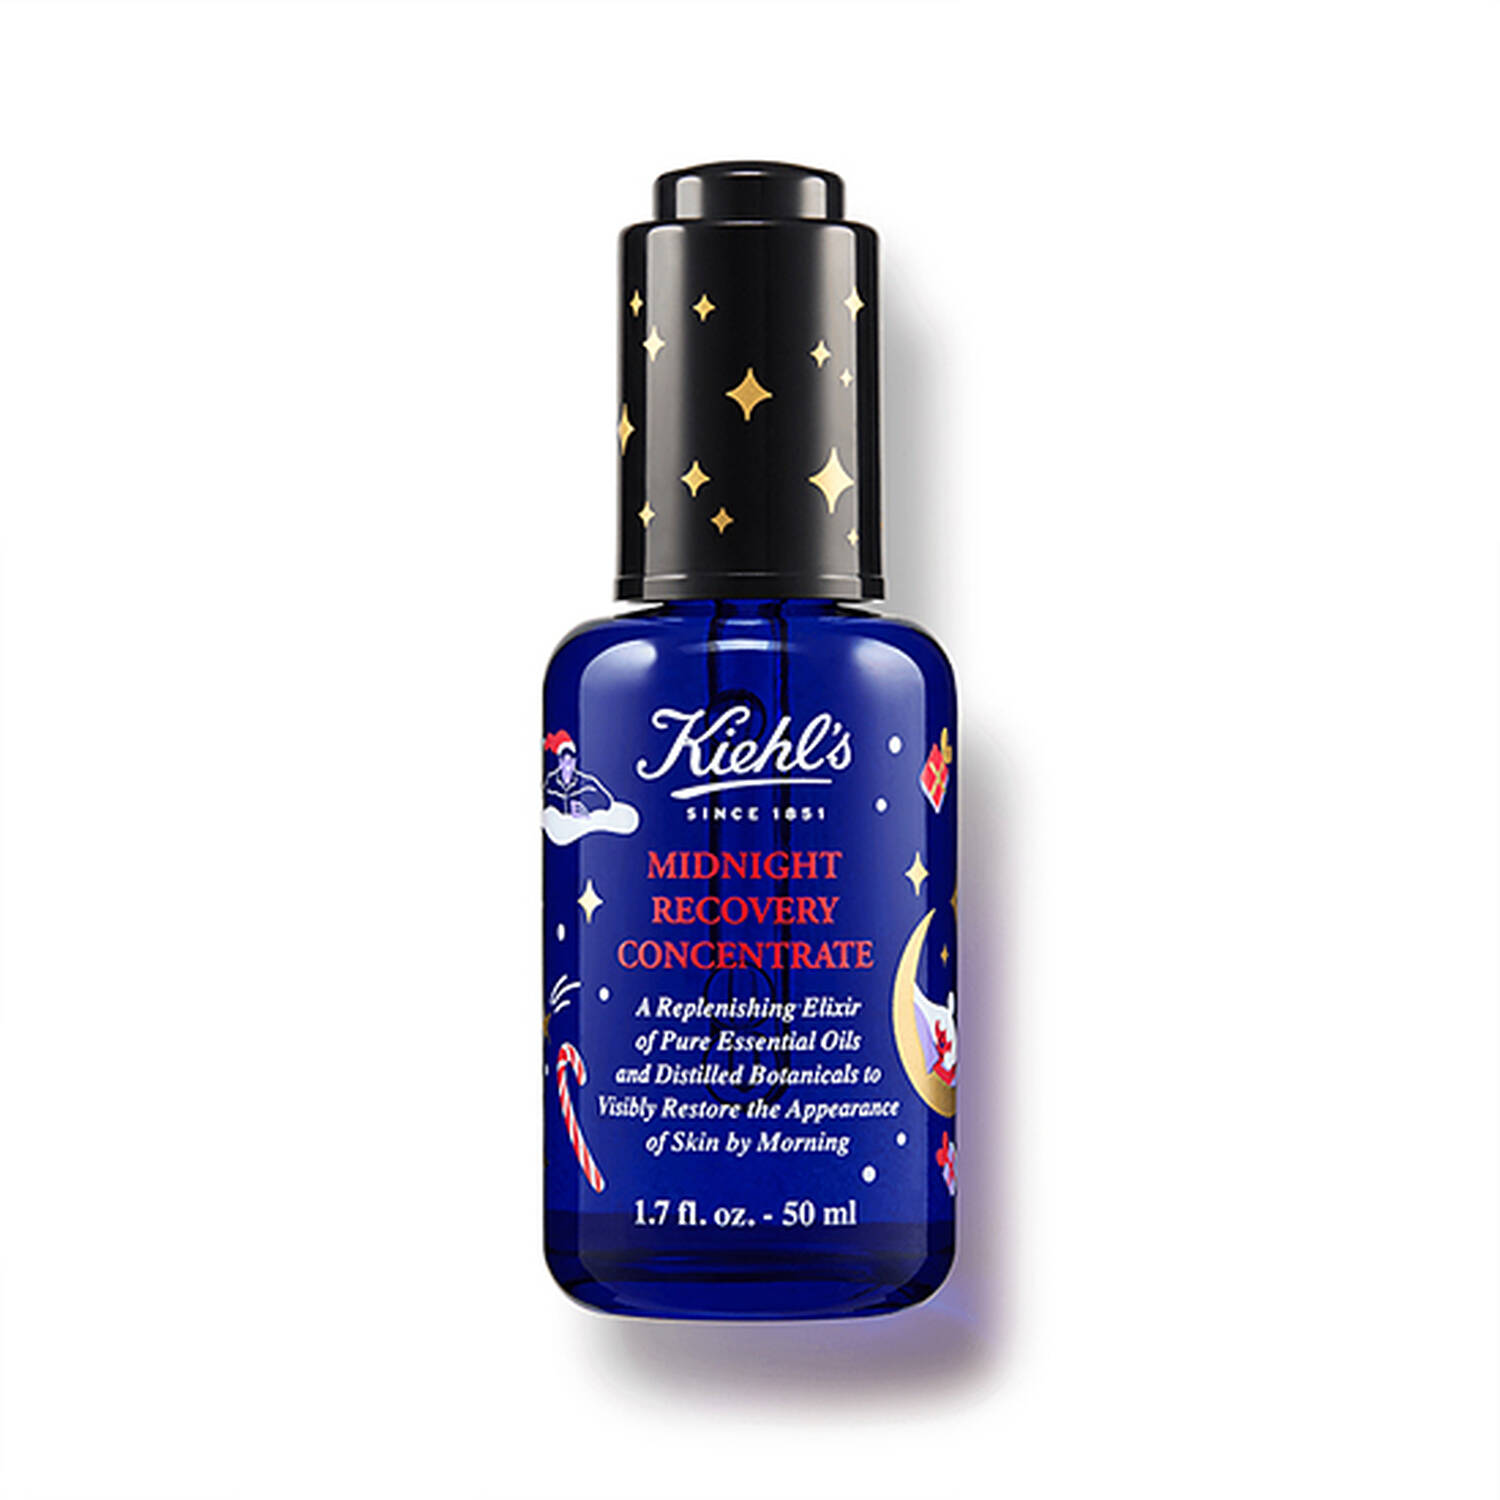 Kiehl's
SINCE 1851
MIDNIGHT
RECOVERY
CONCENTRATE
A Replenishing Elixir
of Pure Essential Oils
and Distilled Botanicals to
Visibly Restore the Appearance
of Skin by Morning
1.7 fl. oz. - 50 ml